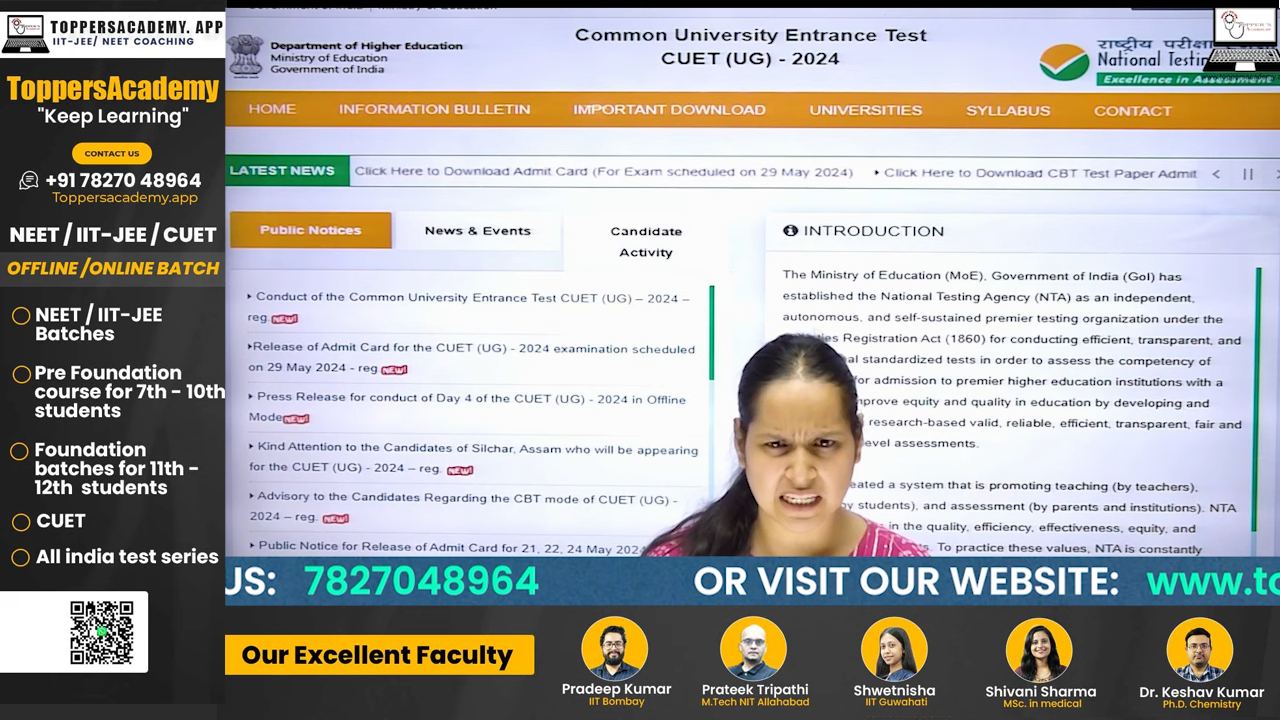 TOPPERSACADEMY. APP
IIT-JEE/ NEET COACHING
ToppersAcademy
"Keep Learning"
CONTACT US
+91 78270 48964
Toppersacademy.app
NEET / IIT-JEE / CUET
OFFLINE /ONLINE BATCH
NEET / IIT-JEE
Batches
Pre Foundation
course for 7th - 10th
students
Foundation
batches for 11th -
12th students
CUET
All india test series
Department of Higher Education
Ministry of Education
Government of India
Common University Entrance Test
CUET (UG) - 2024
राष्ट्रीय
National
Excellence in Assessment
HOME
INFORMATION BULLETIN
IMPORTANT DOWNLOAD
UNIVERSITIES
SYLLABUS
CONTACT
LATEST NEWS
Click Here to Download Admit Card (For Exam scheduled on 29 May 2024)
Click Here to Download CBT Test Paper Admit
Public Notices
News & Events
Candidate
Activity
Conduct of the Common University Entrance Test CUET (UG) – 2024 –
reg. NEW!
Release of Admit Card for the CUET (UG) - 2024 examination scheduled
on 29 May 2024 - reg NEW!
Press Release for conduct of Day 4 of the CUET (UG) - 2024 in Offline
Mode NEW!
Kind Attention to the Candidates of Silchar, Assam who will be appearing
for the CUET (UG) - 2024 – reg. NEW!
Advisory to the Candidates Regarding the CBT mode of CUET (UG) -
2024 – reg. NEW!
Public Notice for Release of Admit Card for 21, 22, 24 May 2024
INTRODUCTION
The Ministry of Education (MoE), Government of India (GoI) has
established the National Testing Agency (NTA) as an independent,
autonomous, and self-sustained premier testing organization under the
Registration Act (1860) for conducting efficient, transparent, and
standardized tests in order to assess the competency of
for admission to premier higher education institutions with a
equity and quality in education by developing and
research-based valid, reliable, efficient, transparent, fair and
assessments.
a system that is promoting teaching (by teachers),
students), and assessment (by parents and institutions). NTA
in the quality, efficiency, effectiveness, equity, and
To practice these values, NTA is constantly
US: 7827048964 OR VISIT OUR WEBSITE: www.to
Our Excellent Faculty
Pradeep Kumar
IIT Bombay
Prateek Tripathi
M.Tech NIT Allahabad
Shwetnisha
IIT Guwahati
Shivani Sharma
MSc. in medical
Dr. Keshav Kumar
Ph.D. Chemistry